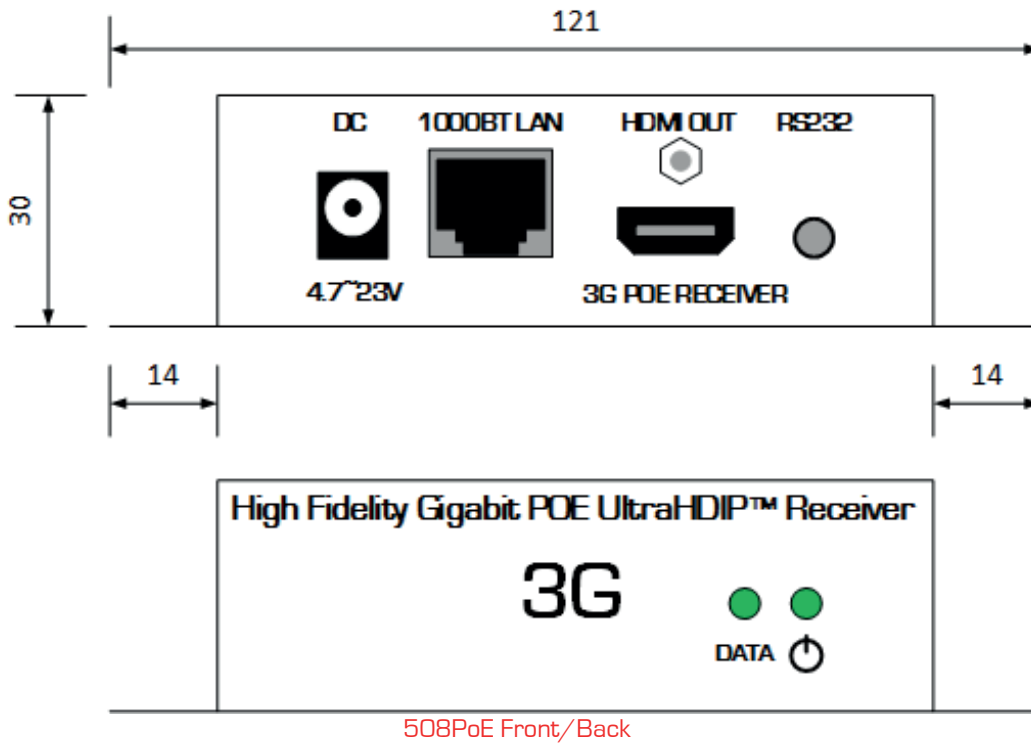 121
DC 1000BT LAN HDMI OUT RS232
30
4.7~23V 3G POE RECEIVER
14 14
High Fidelity Gigabit POE UltraHDIP™ Receiver
3G
DATA
508PoE Front/Back